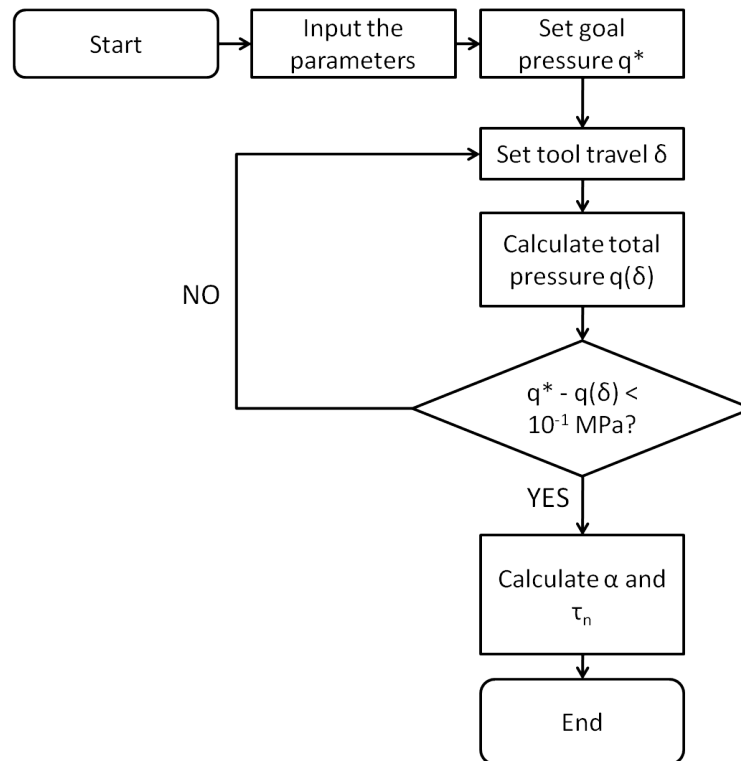 Start
Input the
parameters
Set goal
pressure q*
Set tool travel δ
Calculate total
pressure q(δ)
NO
q* - q(δ) <
10⁻¹ MPa?
YES
Calculate α and
τₙ
End